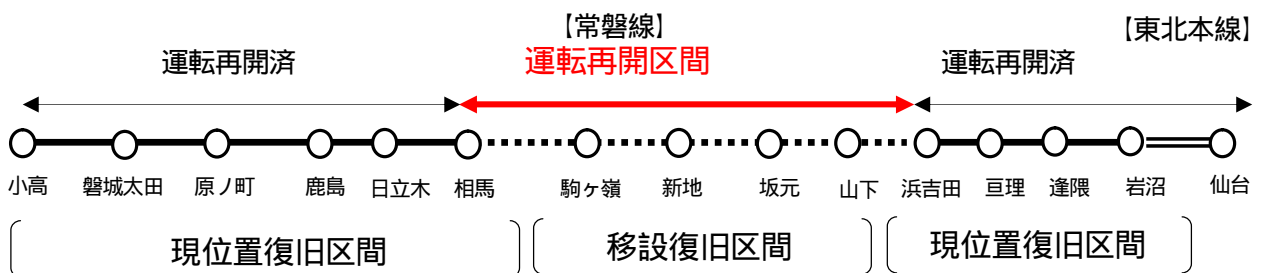 【常磐線】
【東北本線】
運転再開済
運転再開区間
運転再開済
小高 磐城太田 原ノ町 鹿島 日立木 相馬 駒ヶ嶺 新地 坂元 山下 浜吉田 亘理 逢隈 岩沼 仙台
現位置復旧区間
移設復旧区間
現位置復旧区間